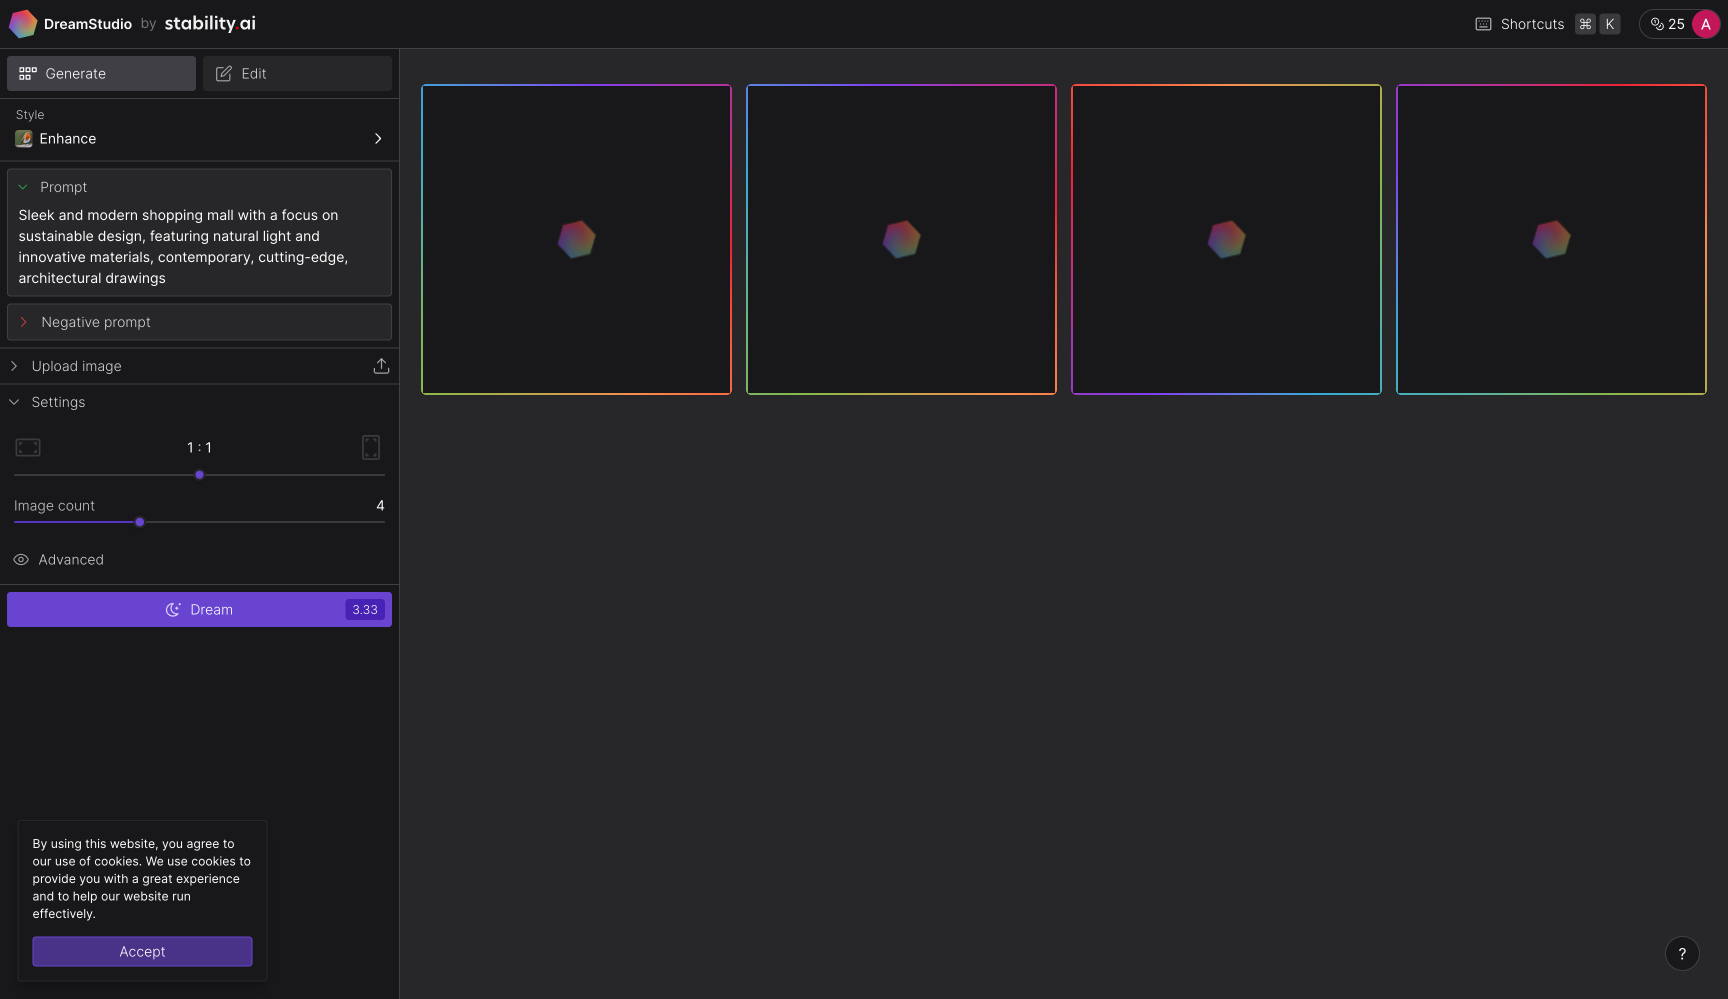 DreamStudio by stability.ai
Shortcuts ⌘ K
25 A
Generate
Edit
Style
Enhance
Prompt
Sleek and modern shopping mall with a focus on
sustainable design, featuring natural light and
innovative materials, contemporary, cutting-edge,
architectural drawings
Negative prompt
Upload image
Settings
1 : 1
Image count 4
Advanced
Dream 3.33
By using this website, you agree to
our use of cookies. We use cookies to
provide you with a great experience
and to help our website run
effectively.
Accept
?